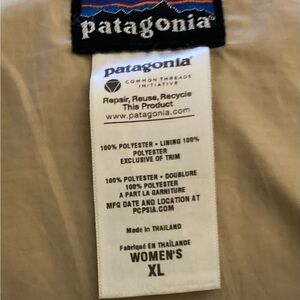 patagonia®
patagonia®
COMMON THREADS
INITIATIVE
Repair, Reuse, Recycle
This Product
www.patagonia.com
100% POLYESTER • LINING 100%
POLYESTER
EXCLUSIVE OF TRIM
100% POLYESTER • DOUBLURE
100% POLYESTER
A PART LA GARNITURE
MFG DATE AND LOCATION AT
PCPSIA.COM
Made in THAILAND
Fabriqué EN THAÏLANDE
WOMEN'S
XL